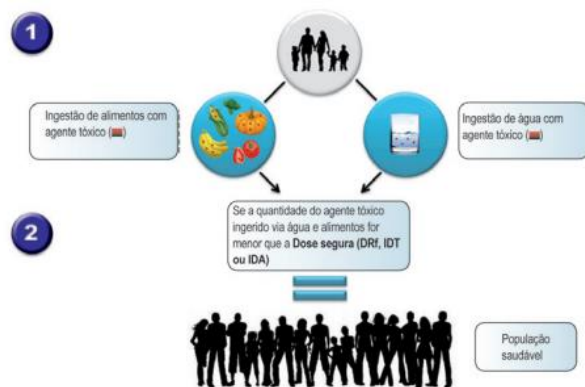 1
Ingestão de alimentos com
agente tóxico ( )
Ingestão de água com
agente tóxico ( )
2
Se a quantidade do agente tóxico
ingerido via água e alimentos for
menor que a Dose segura (DRf, IDT
ou IDA)
População
saudável